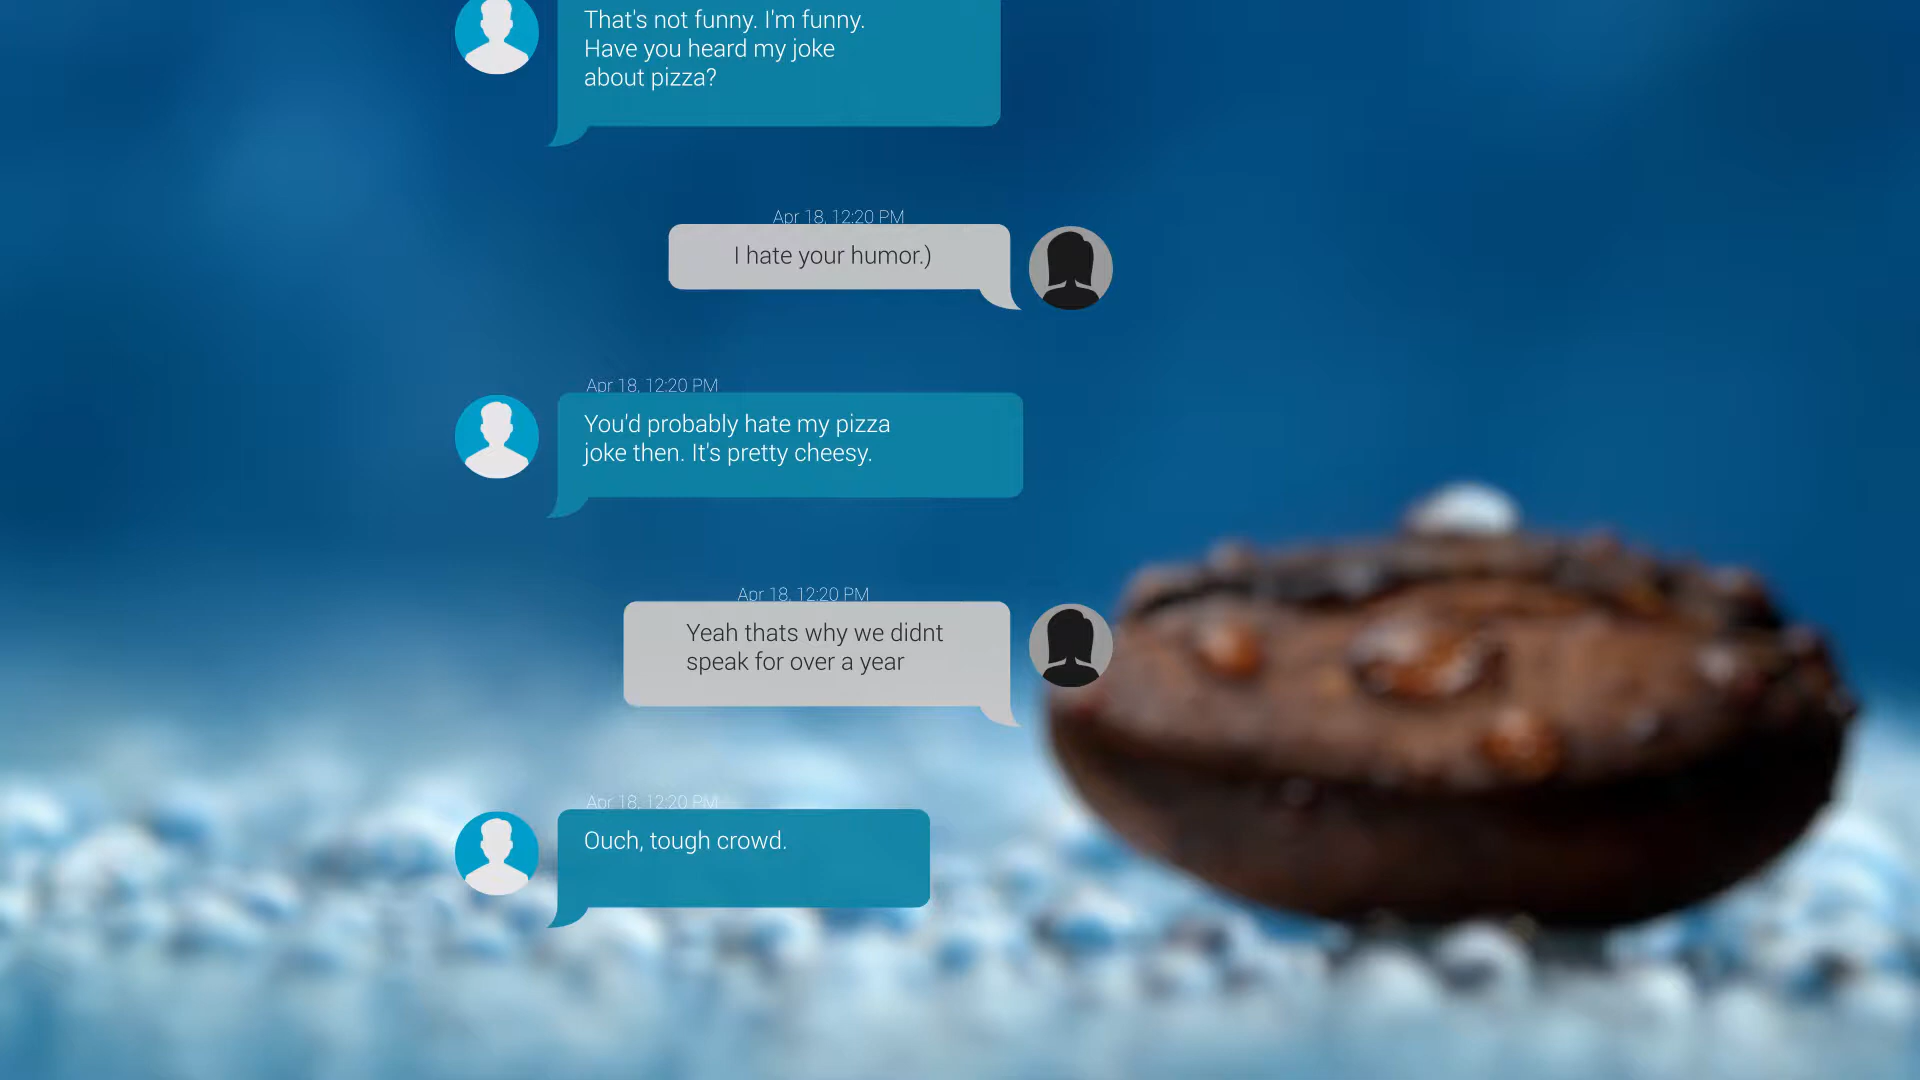 That's not funny. I'm funny.
Have you heard my joke
about pizza?
Apr 18, 12:20 PM
I hate your humor.)
Apr 18, 12:20 PM
You'd probably hate my pizza
joke then. It's pretty cheesy.
Apr 18, 12:20 PM
Yeah thats why we didnt
speak for over a year
Apr 18, 12:20 PM
Ouch, tough crowd.